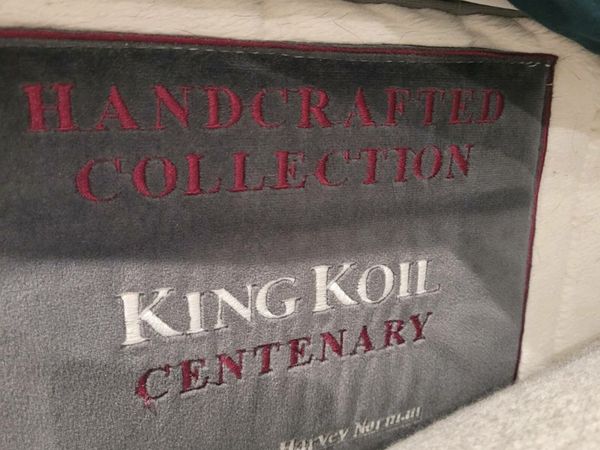 HANDCRAFTED
COLLECTION
KING KOIL
CENTENARY
Harvey Norman